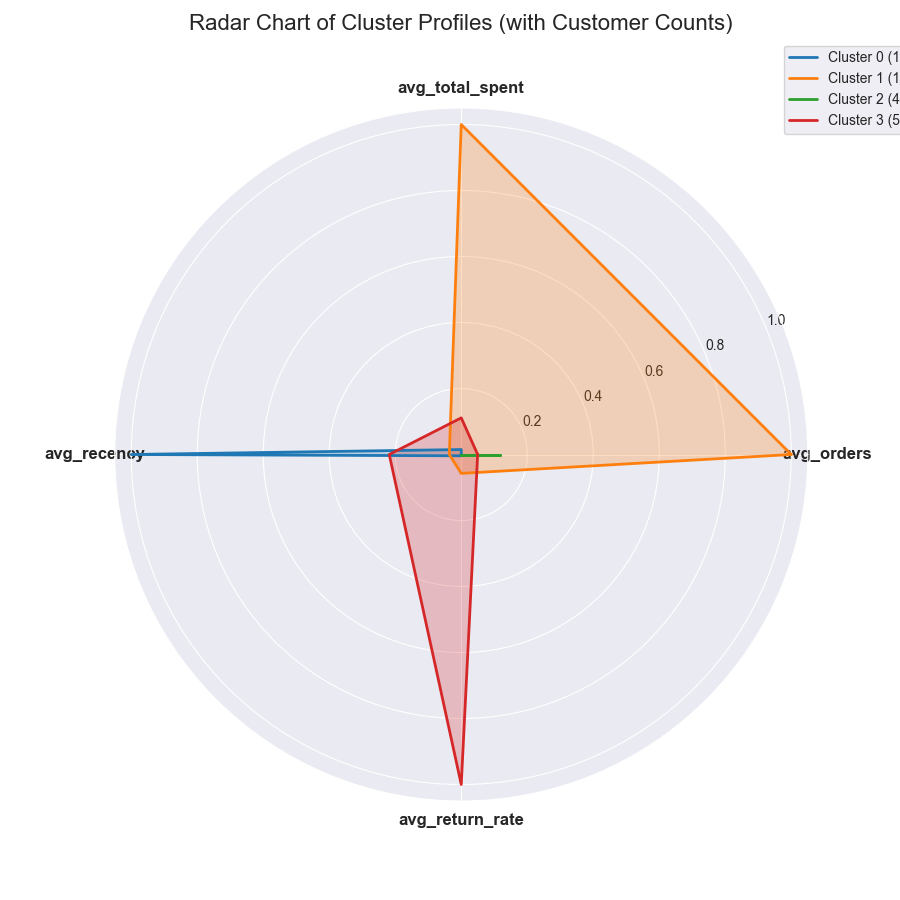 Radar Chart of Cluster Profiles (with Customer Counts)
Cluster 0 (1
Cluster 1 (1
Cluster 2 (4
Cluster 3 (5
avg_total_spent
1.0
0.8
0.6
0.4
0.2
avg_recency
avg_orders
avg_return_rate